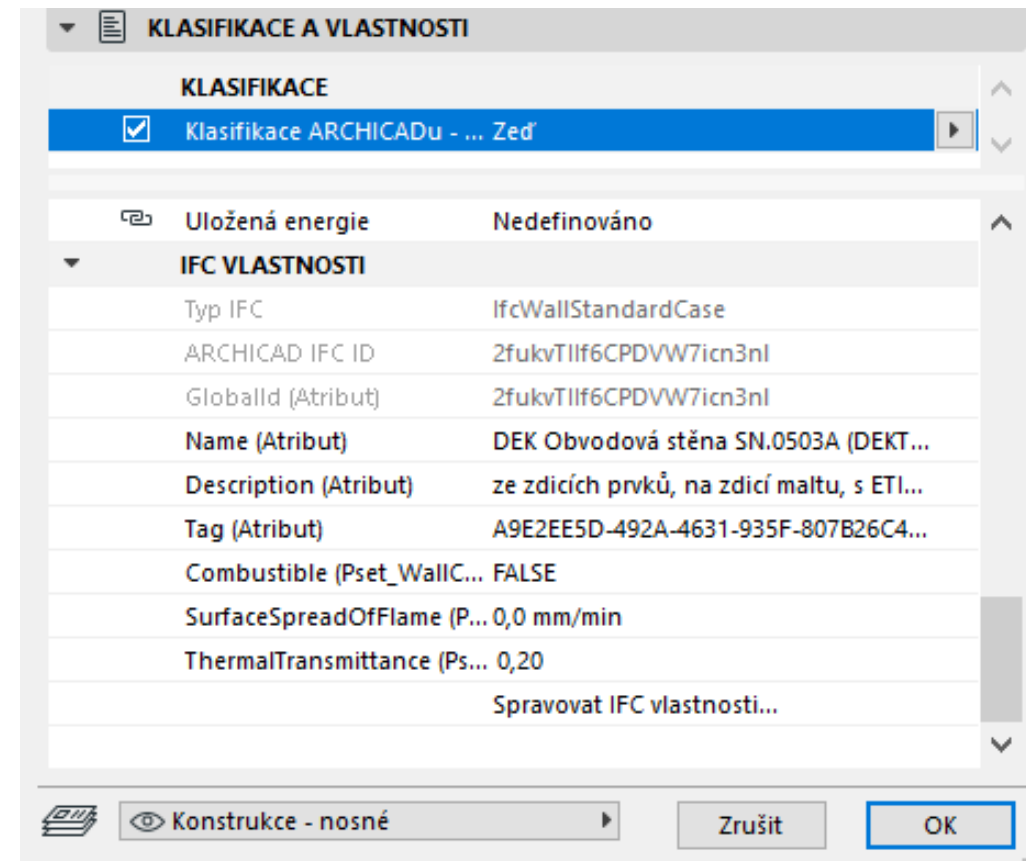 KLASIFIKACE A VLASTNOSTI
KLASIFIKACE
Klasifikace ARCHICADu - ... Zeď
Uložená energie Nedefinováno
IFC VLASTNOSTI
Typ IFC IfcWallStandardCase
ARCHICAD IFC ID 2fukvTIIf6CPDVW7icn3nI
GlobalId (Atribut) 2fukvTIIf6CPDVW7icn3nI
Name (Atribut) DEK Obvodová stěna SN.0503A (DEKT...
Description (Atribut) ze zdicích prvků, na zdicí maltu, s ETI...
Tag (Atribut) A9E2EE5D-492A-4631-935F-807B26C4...
Combustible (Pset_WallC... FALSE
SurfaceSpreadOfFlame (P... 0,0 mm/min
ThermalTransmittance (Ps... 0,20
Spravovat IFC vlastnosti...
Konstrukce - nosné Zrušit OK